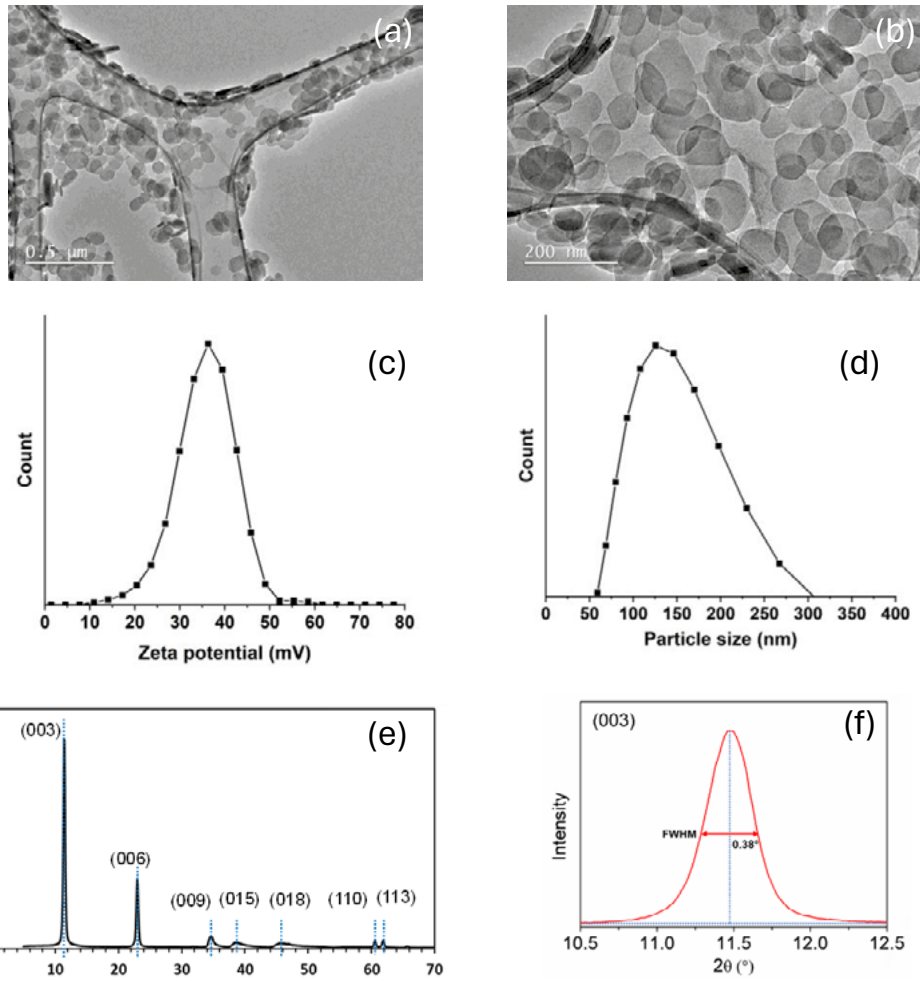 (a)
0.5 μm
(b)
200 nm
(c)
Count
0 10 20 30 40 50 60 70 80
Zeta potential (mV)
(d)
Count
0 50 100 150 200 250 300 350 400
Particle size (nm)
(e)
(003)
(006)
(009) (015) (018) (110) (113)
10 20 30 40 50 60 70
(f)
(003)
Intensity
FWHM
0.38°
10.5 11.0 11.5 12.0 12.5
2θ (°)